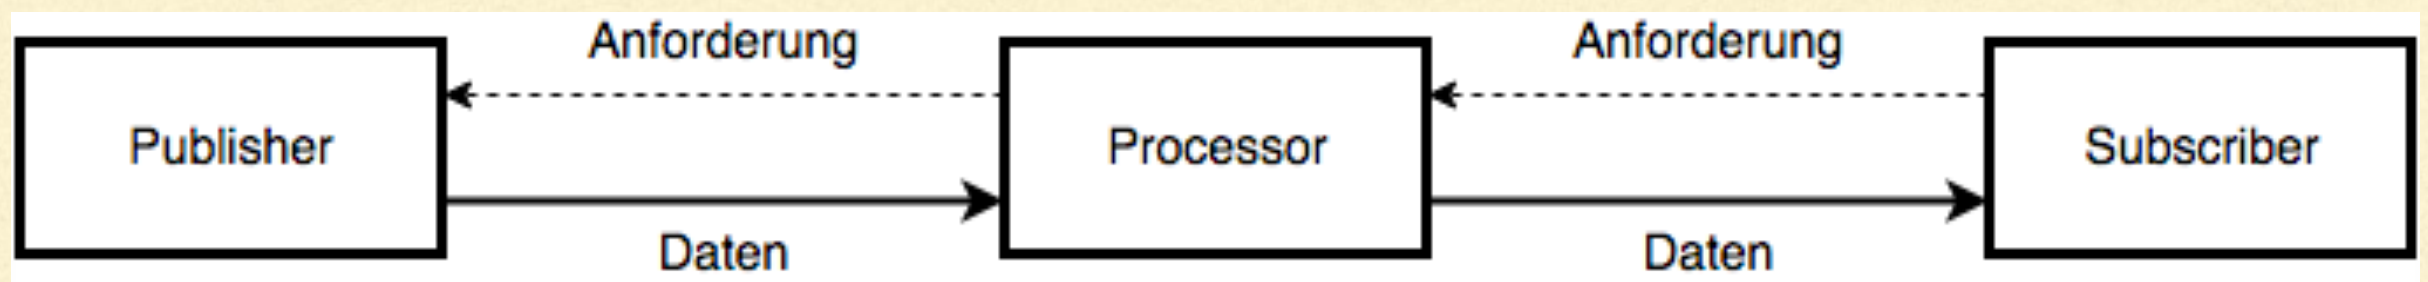 Anforderung
Anforderung
Publisher
Processor
Subscriber
Daten
Daten